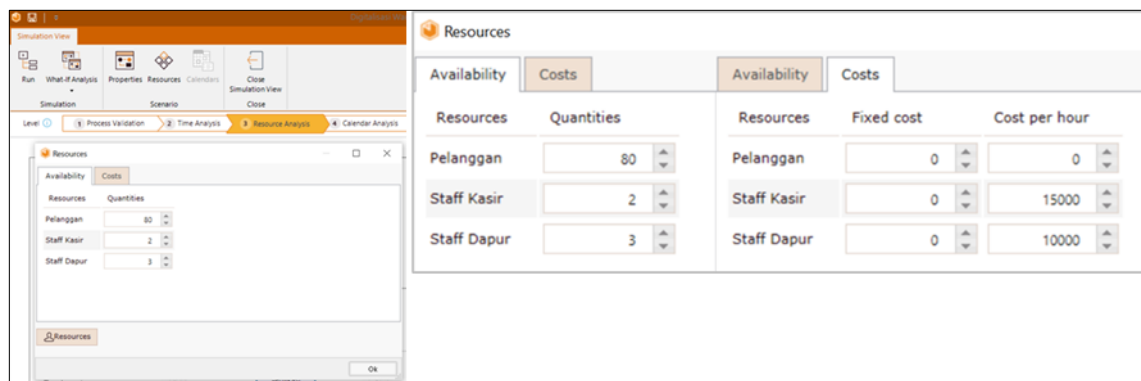 Simulation View
Run What-If Analysis Properties Resources Calendars Close Simulation View
Simulation Scenario Close
Level 1 Process Validation 2 Time Analysis 3 Resource Analysis 4 Calendar Analysis
Resources
Availability Costs
Resources Quantities
Pelanggan 80
Staff Kasir 2
Staff Dapur 3
Resources
Ok
Resources
Availability Costs
Resources Quantities
Pelanggan 80
Staff Kasir 2
Staff Dapur 3
Availability Costs
Resources Fixed cost Cost per hour
Pelanggan 0 0
Staff Kasir 0 15000
Staff Dapur 0 10000